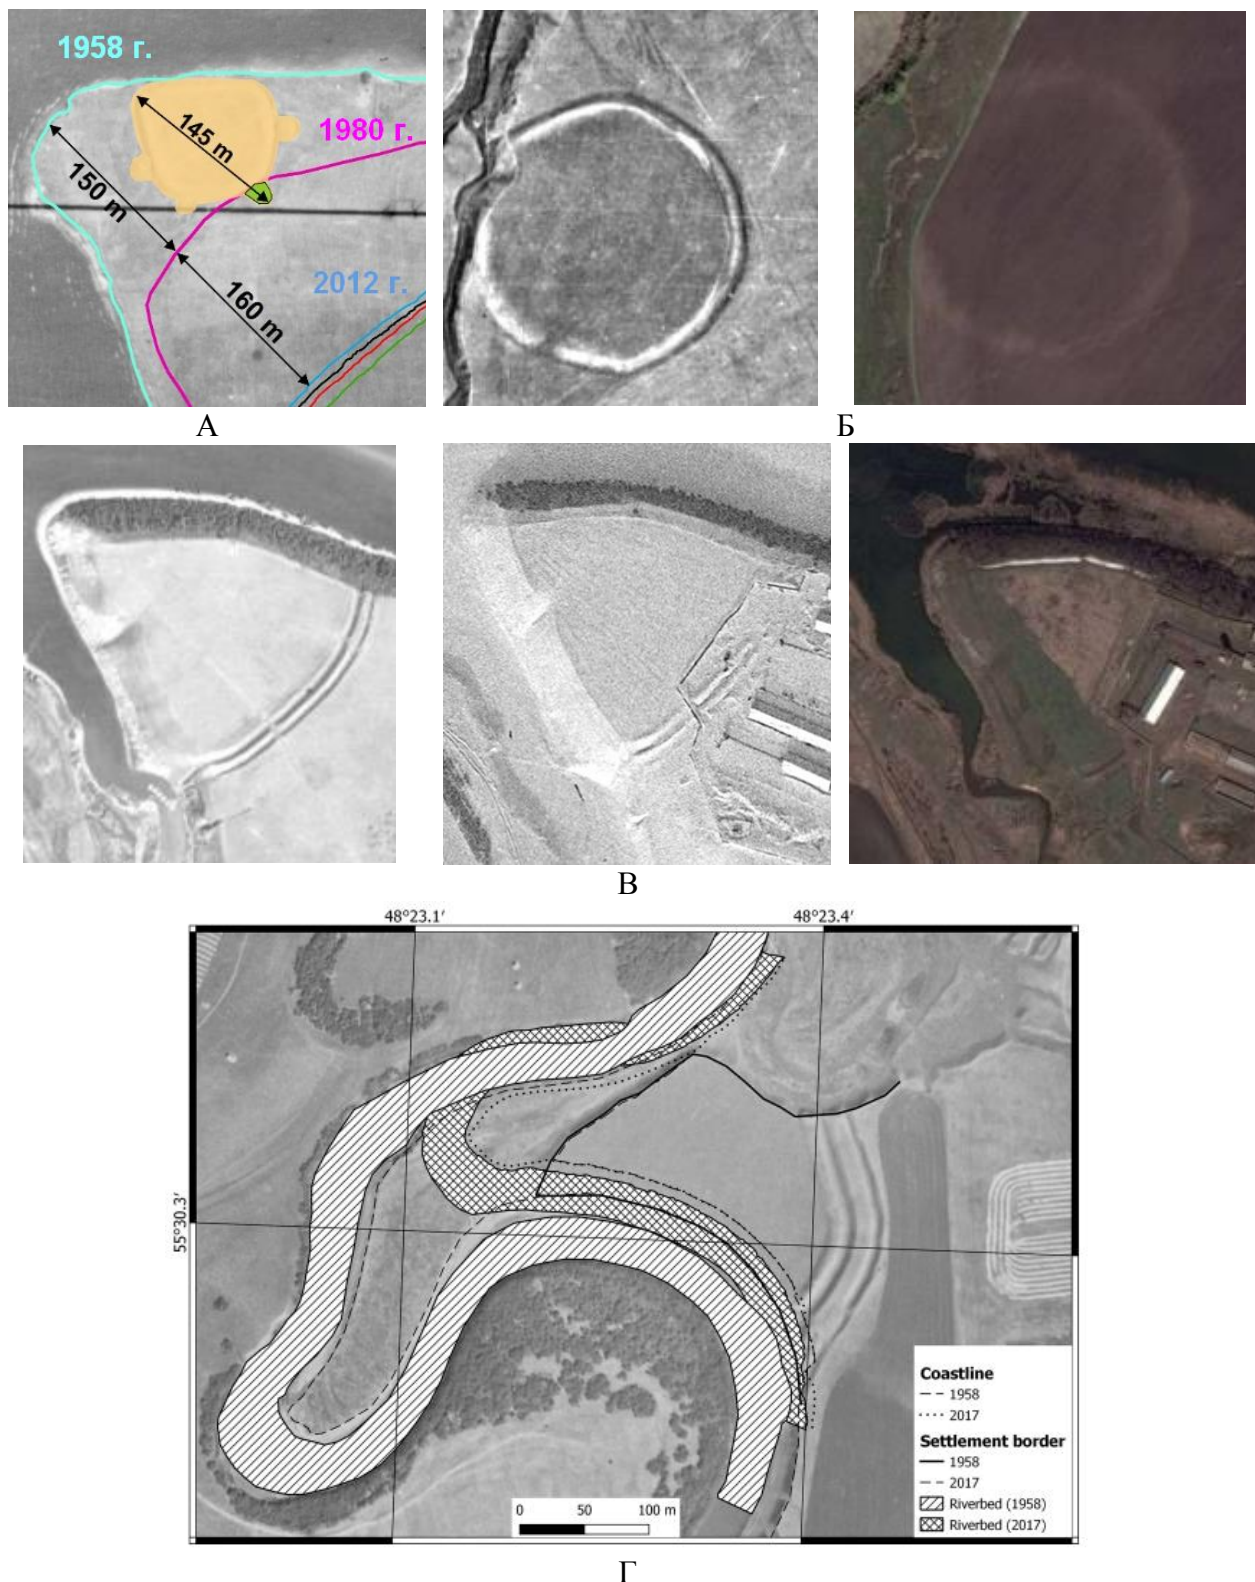 1958 г.
1980 г.
145 m
150 m
160 m
2012 г.
А
Б
В
48°23.1′
48°23.4′
55°30.3′
Coastline
1958
2017
Settlement border
1958
2017
Riverbed (1958)
Riverbed (2017)
0 50 100 m
Г